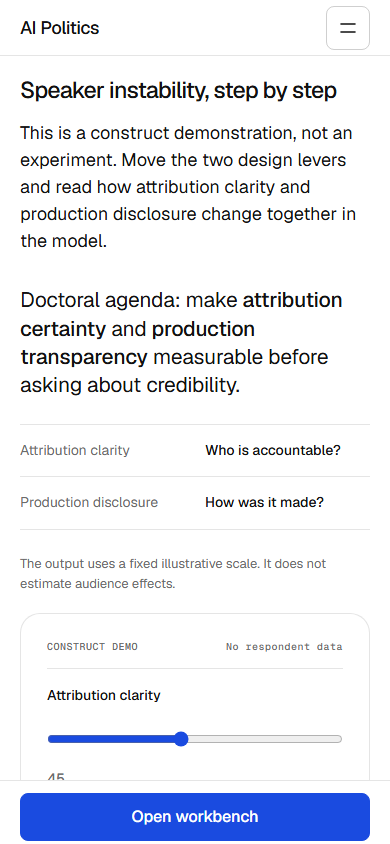 AI Politics
Speaker instability, step by step
This is a construct demonstration, not an
experiment. Move the two design levers
and read how attribution clarity and
production disclosure change together in
the model.
Doctoral agenda: make attribution
certainty and production
transparency measurable before
asking about credibility.
Attribution clarity
Who is accountable?
Production disclosure
How was it made?
The output uses a fixed illustrative scale. It does not
estimate audience effects.
CONSTRUCT DEMO
No respondent data
Attribution clarity
45
Open workbench